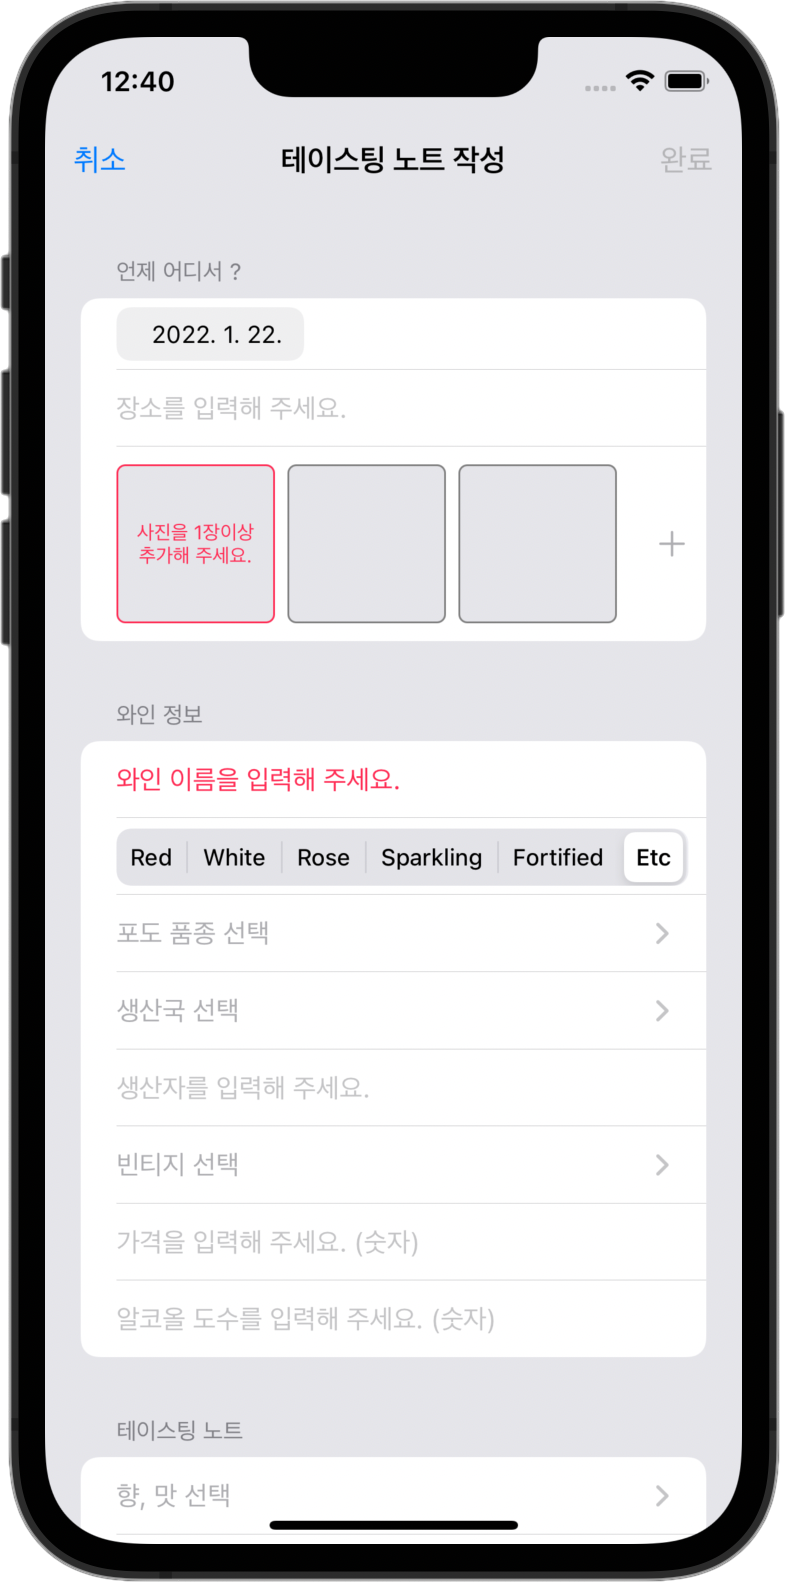 12:40
취소 테이스팅 노트 작성 완료
언제 어디서 ?
2022. 1. 22.
장소를 입력해 주세요.
사진을 1장이상
추가해 주세요.
와인 정보
와인 이름을 입력해 주세요.
Red White Rose Sparkling Fortified Etc
포도 품종 선택
생산국 선택
생산자를 입력해 주세요.
빈티지 선택
가격을 입력해 주세요. (숫자)
알코올 도수를 입력해 주세요. (숫자)
테이스팅 노트
향, 맛 선택